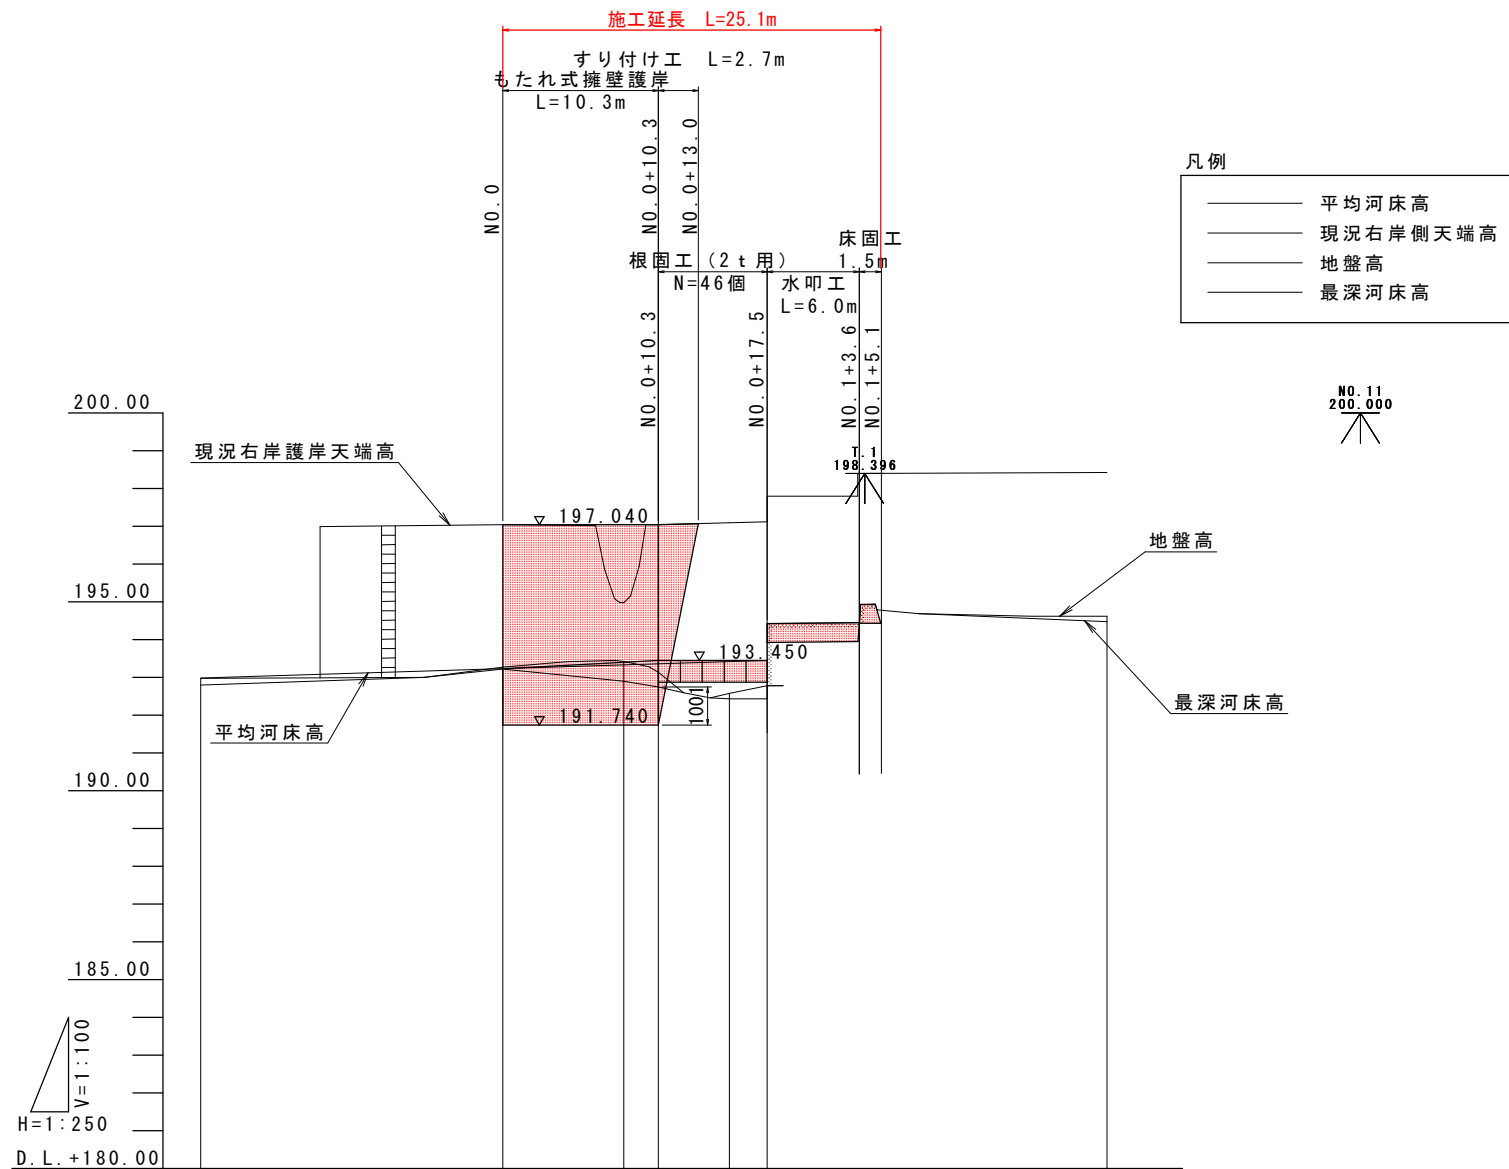 施工延長 L=25.1m
すり付け工 L=2.7m
もたれ式擁壁護岸
L=10.3m
NO.0
NO.0+10.3
NO.0+13.0
凡例
平均河床高
現況右岸側天端高
地盤高
最深河床高
床固工
1.5m
根固工(2t用)
N=46個
水叩工
L=6.0m
NO.0+10.3
NO.0+17.5
NO.1+3.6
NO.1+5.1
NO.11
200.000
200.00
現況右岸護岸天端高
T.1
198.396
197.040
地盤高
195.00
193.450
最深河床高
1001
191.740
平均河床高
190.00
185.00
V=1:100
H=1:250
D.L.+180.00